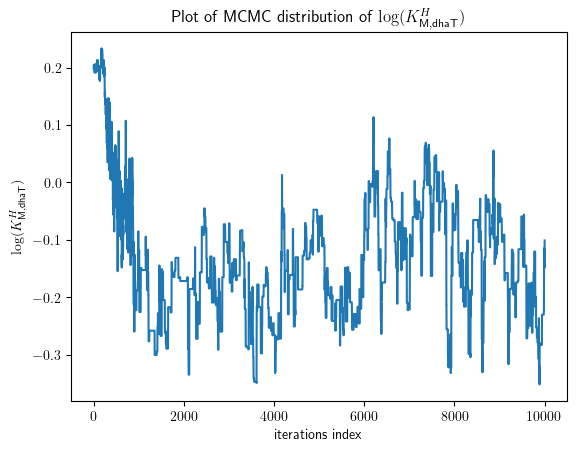 Plot of MCMC distribution of log(K^H_M,dhaT)
log(K^H_M,dhaT)
0.2
0.1
0.0
−0.1
−0.2
−0.3
0 2000 4000 6000 8000 10000
iterations index